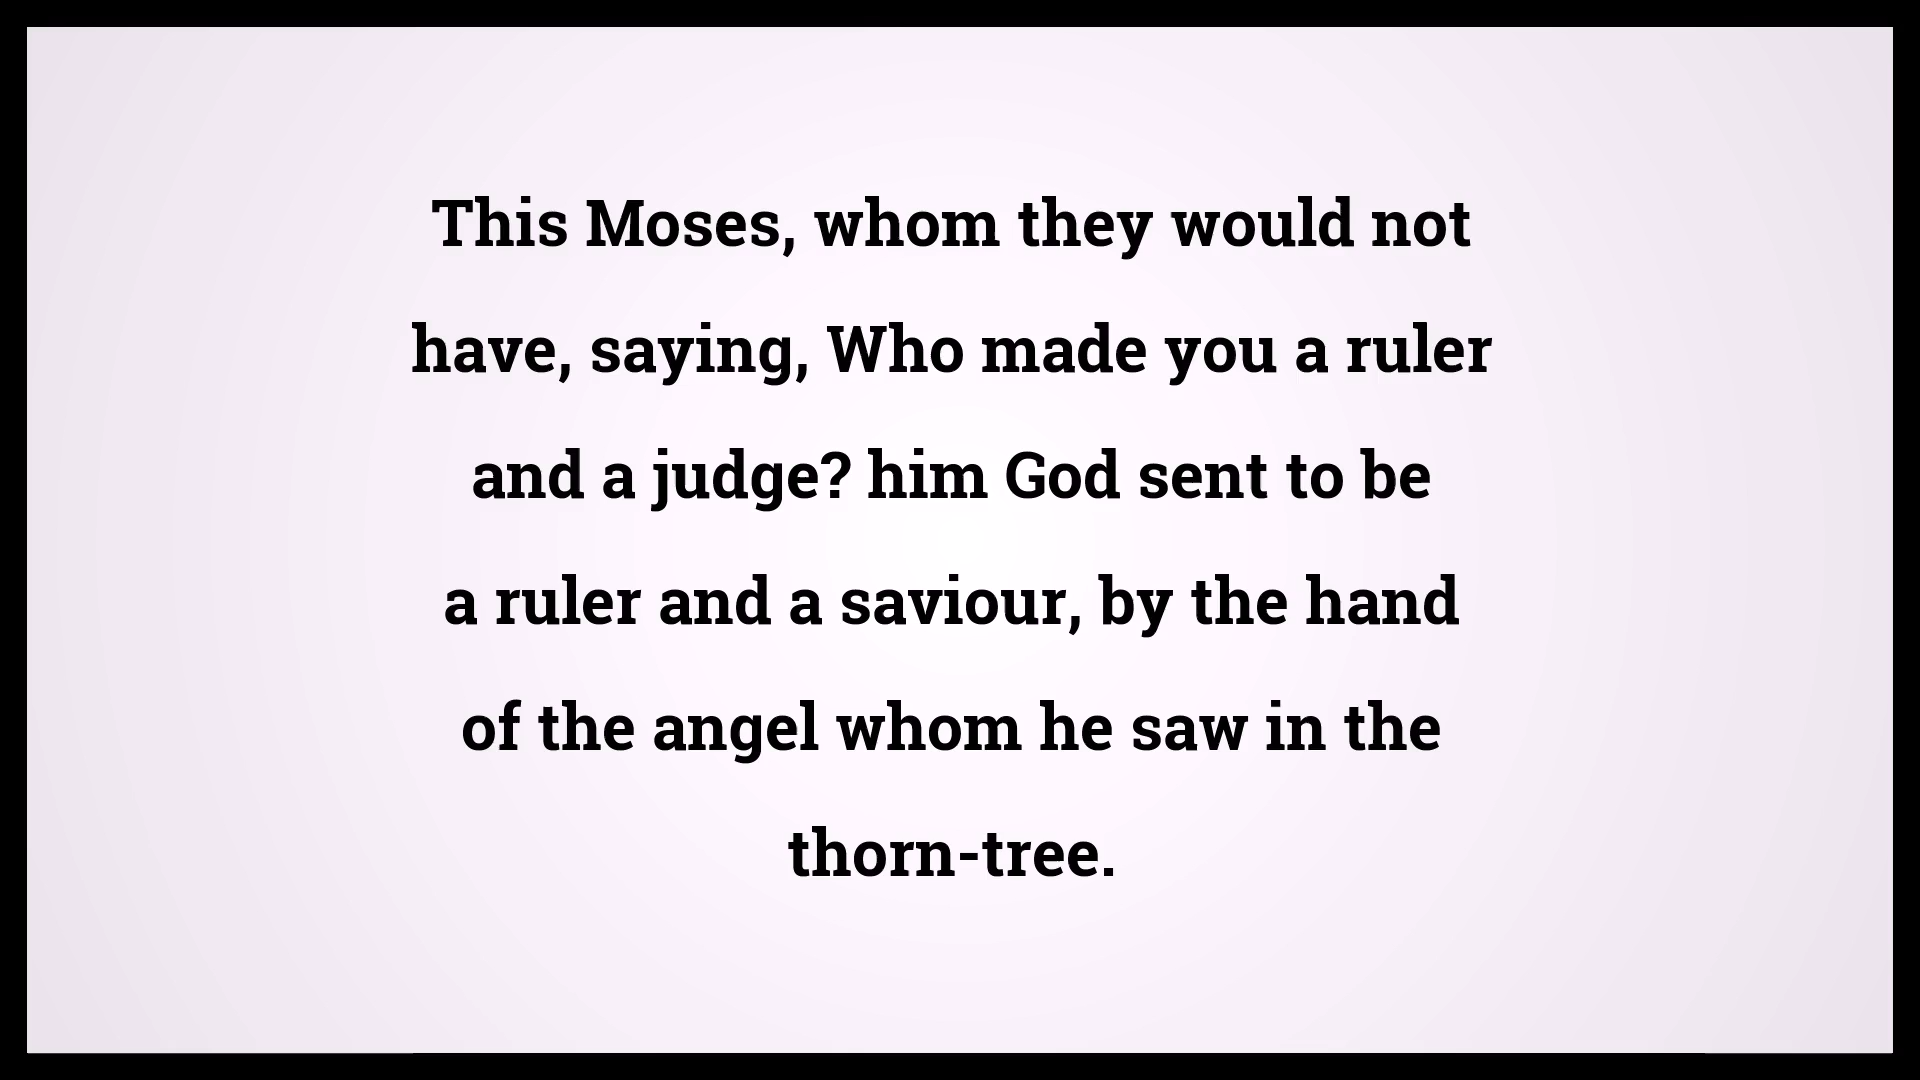 This Moses, whom they would not
have, saying, Who made you a ruler
and a judge? him God sent to be
a ruler and a saviour, by the hand
of the angel whom he saw in the
thorn-tree.